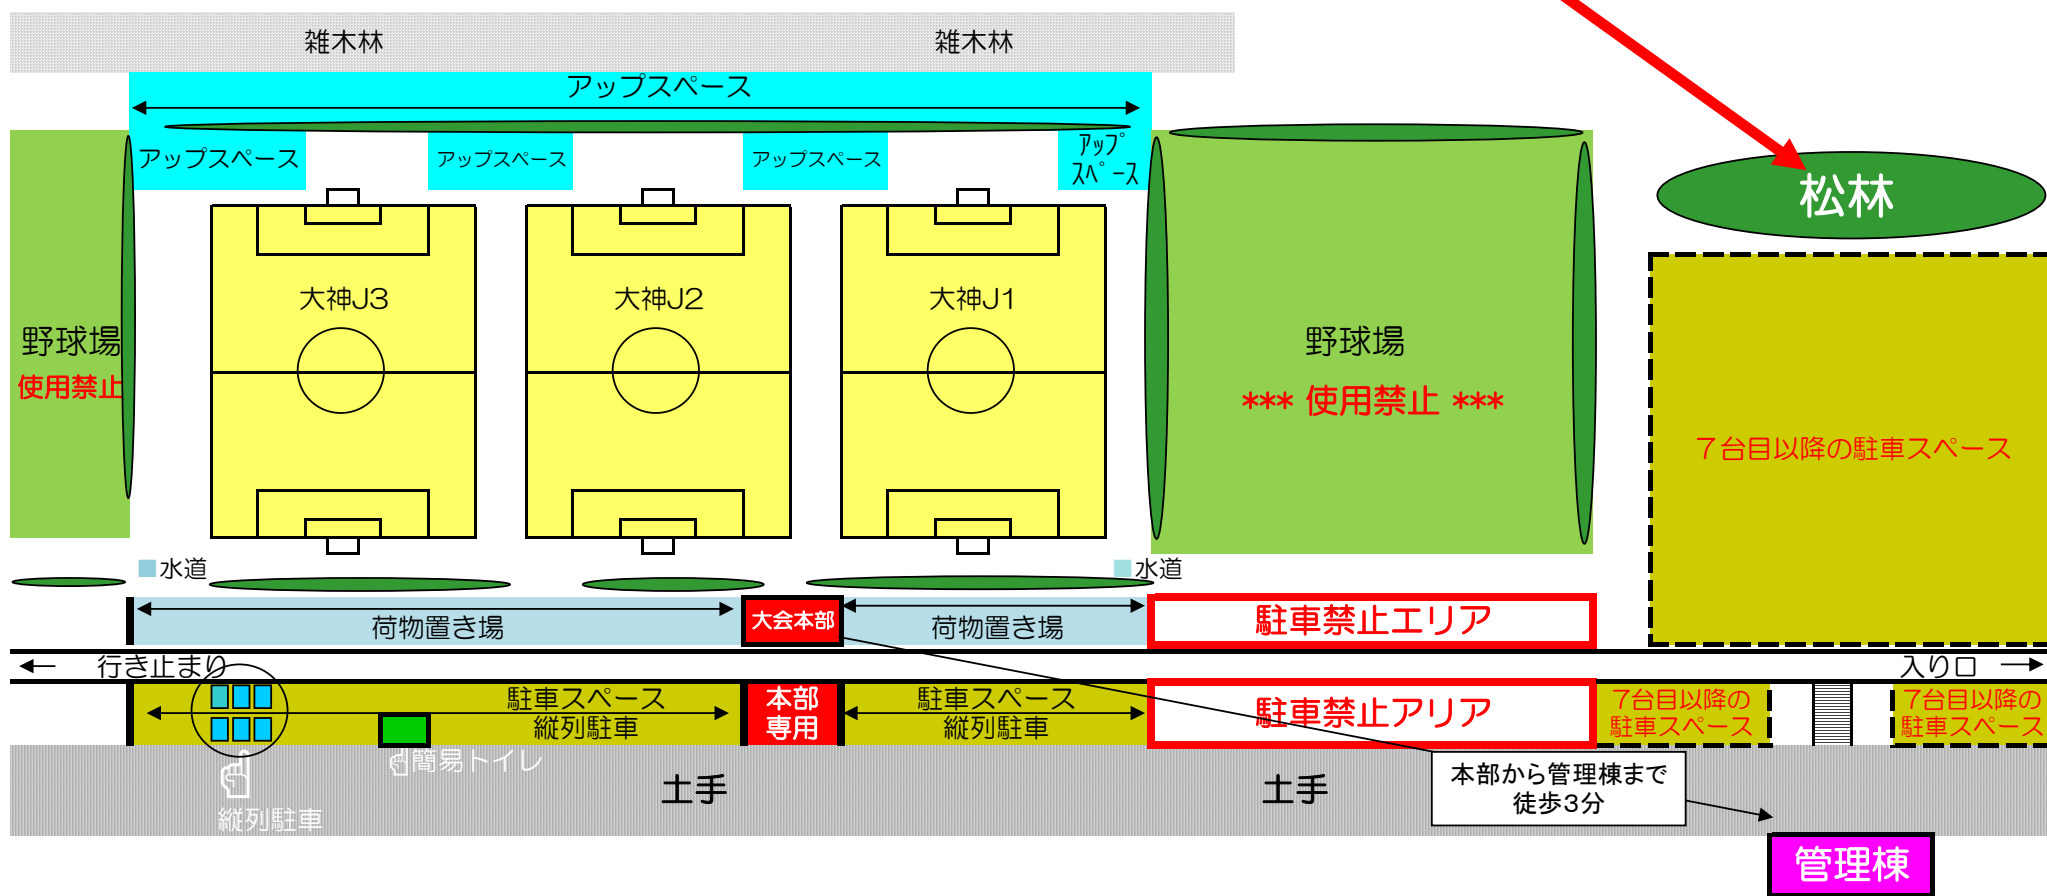 雑木林
雑木林
アップスペース
アップスペース
アップスペース
アップスペース
ｱｯﾌﾟ
ｽﾍﾟｰｽ
松林
大神J3
大神J2
大神J1
野球場
使用禁止
野球場
*** 使用禁止 ***
７台目以降の駐車スペース
水道
水道
荷物置き場
大会本部
荷物置き場
駐車禁止エリア
行き止まり
入り口
駐車スペース
縦列駐車
本部
専用
駐車スペース
縦列駐車
駐車禁止アリア
7台目以降の
駐車スペース
7台目以降の
駐車スペース
簡易トイレ
縦列駐車
土手
土手
本部から管理棟まで
徒歩３分
管理棟